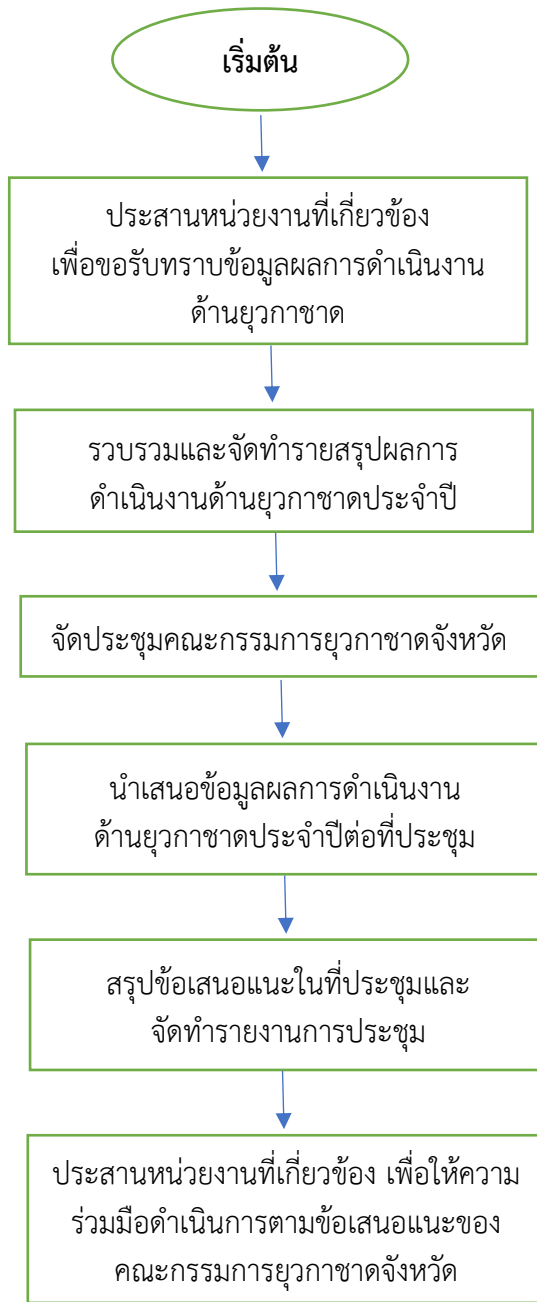 เริ่มต้น
ประสานหน่วยงานที่เกี่ยวข้อง
เพื่อขอรับทราบข้อมูลผลการดำเนินงาน
ด้านยุวกาชาด
รวบรวมและจัดทำรายสรุปผลการ
ดำเนินงานด้านยุวกาชาดประจำปี
จัดประชุมคณะกรรมการยุวกาชาดจังหวัด
นำเสนอข้อมูลผลการดำเนินงาน
ด้านยุวกาชาดประจำปีต่อที่ประชุม
สรุปข้อเสนอแนะในที่ประชุมและ
จัดทำรายงานการประชุม
ประสานหน่วยงานที่เกี่ยวข้อง เพื่อให้ความ
ร่วมมือดำเนินการตามข้อเสนอแนะของ
คณะกรรมการยุวกาชาดจังหวัด